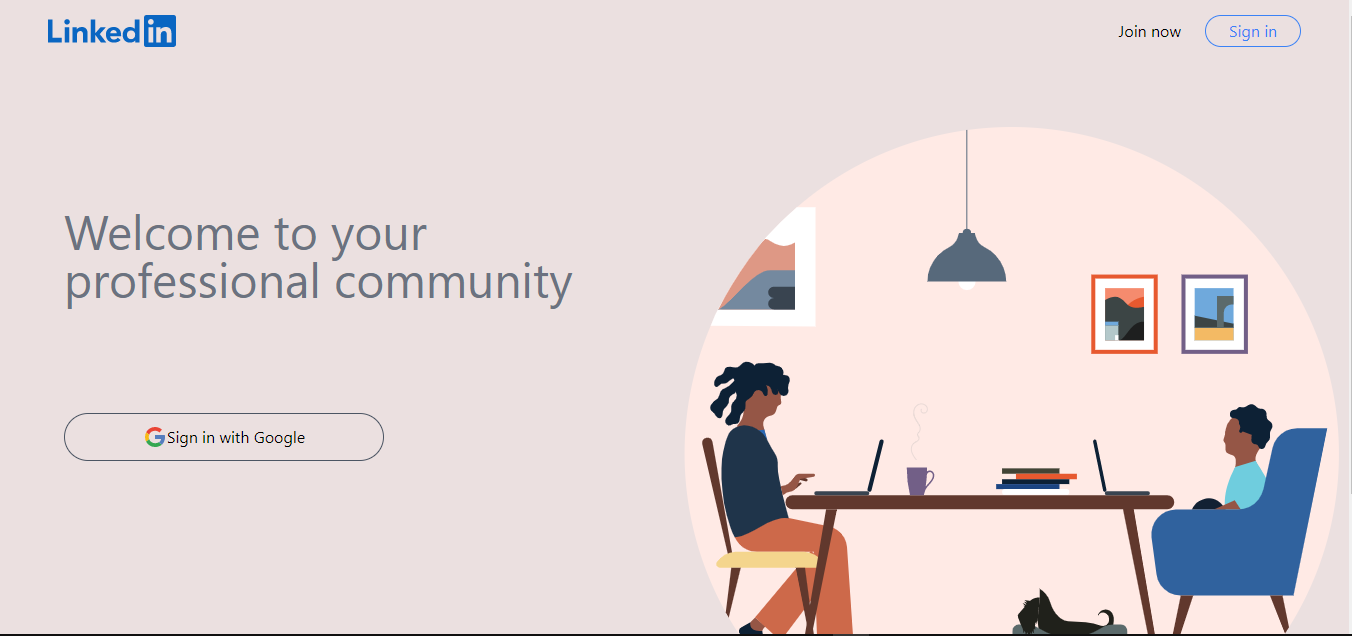 Linkedin
Join now
Sign in
Welcome to your
professional community
Sign in with Google